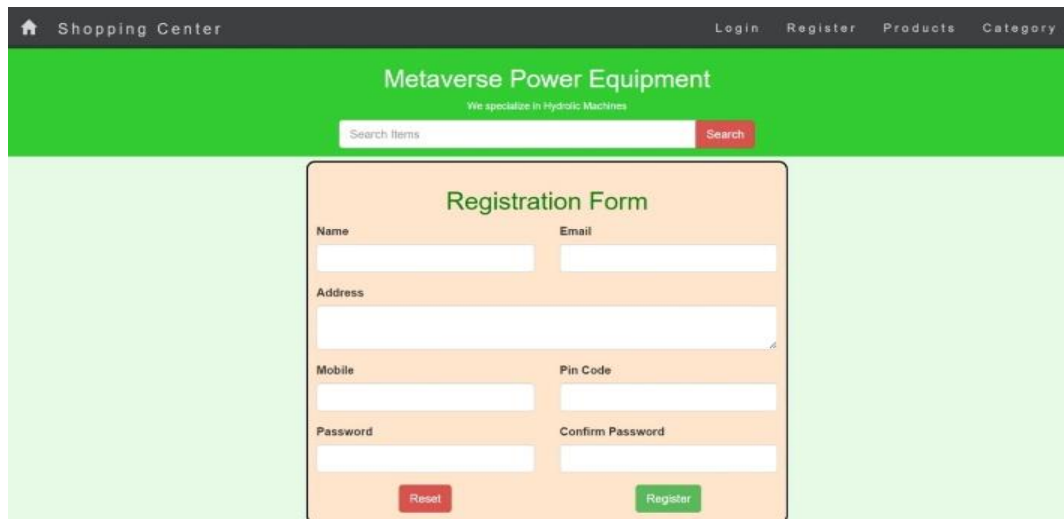 Shopping Center Login Register Products Category
Metaverse Power Equipment
We specialize in Hydrolic Machines
Search Items Search
Registration Form
Name Email
Address
Mobile Pin Code
Password Confirm Password
Reset Register